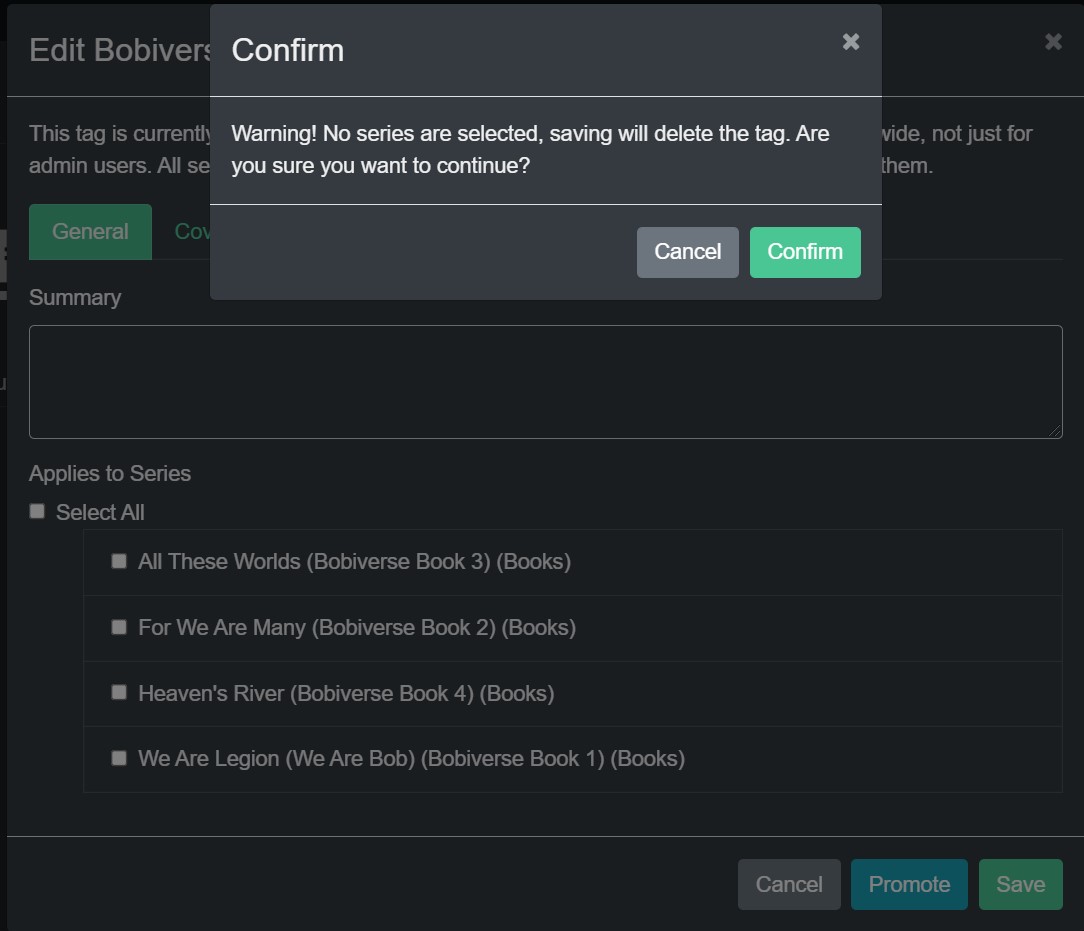 Edit Bobivers
Confirm
This tag is currently
Warning! No series are selected, saving will delete the tag. Are
wide, not just for
admin users. All se
you sure you want to continue?
them.
General
Cov
Cancel
Confirm
Summary
Applies to Series
Select All
All These Worlds (Bobiverse Book 3) (Books)
For We Are Many (Bobiverse Book 2) (Books)
Heaven's River (Bobiverse Book 4) (Books)
We Are Legion (We Are Bob) (Bobiverse Book 1) (Books)
Cancel
Promote
Save